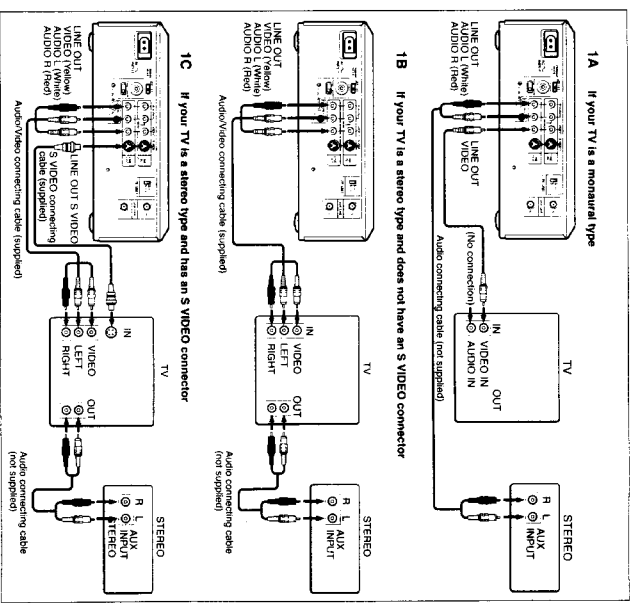 1A If your TV is a monaural type
LINE OUT
AUDIO L (White)
AUDIO R (Red)
LINE OUT
VIDEO
(No connection)
Audio connecting cable (not supplied)
TV
IN
OUT
VIDEO IN
AUDIO IN
STEREO
R L
AUX
INPUT
1B If your TV is a stereo type and does not have an S VIDEO connector
LINE OUT
VIDEO (Yellow)
AUDIO L (White)
AUDIO R (Red)
Audio/Video connecting cable (supplied)
TV
IN
OUT
VIDEO
LEFT
RIGHT
Audio connecting cable
(not supplied)
STEREO
R L
AUX
INPUT
1C If your TV is a stereo type and has an S VIDEO connector
LINE OUT
VIDEO (Yellow)
AUDIO L (White)
AUDIO R (Red)
LINE OUT S VIDEO
S VIDEO connecting
cable (supplied)
Audio/Video connecting cable (supplied)
TV
IN
OUT
VIDEO
LEFT
RIGHT
Audio connecting cable
(not supplied)
STEREO
R L
AUX
INPUT
STEREO